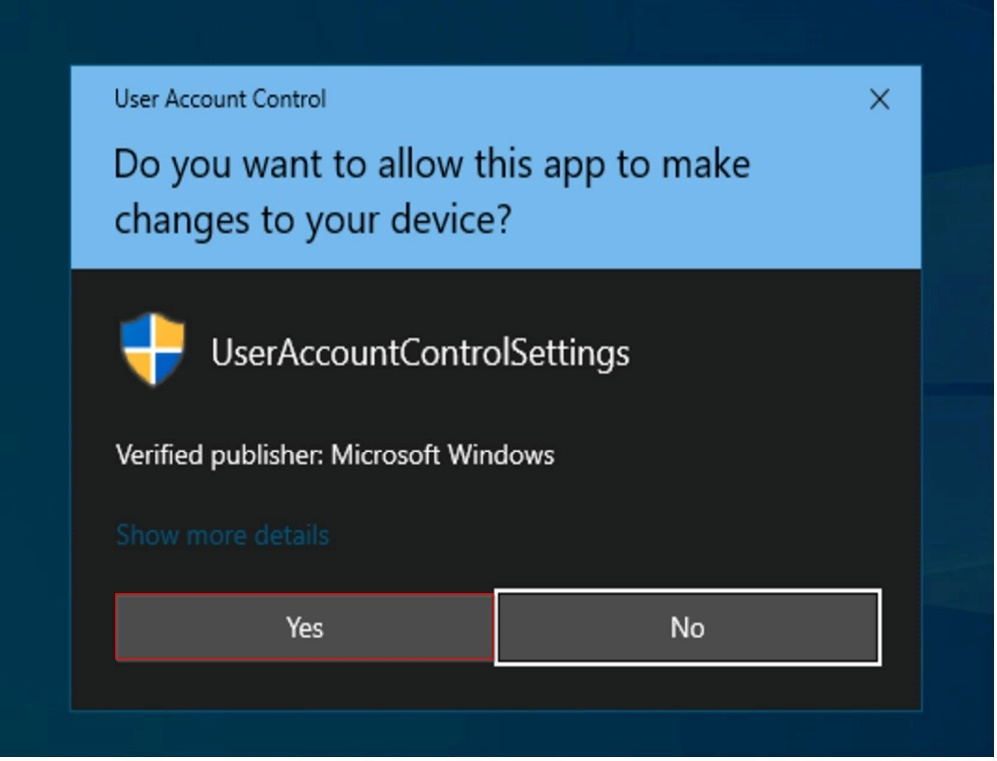 User Account Control
Do you want to allow this app to make
changes to your device?
UserAccountControlSettings
Verified publisher: Microsoft Windows
Show more details
Yes
No